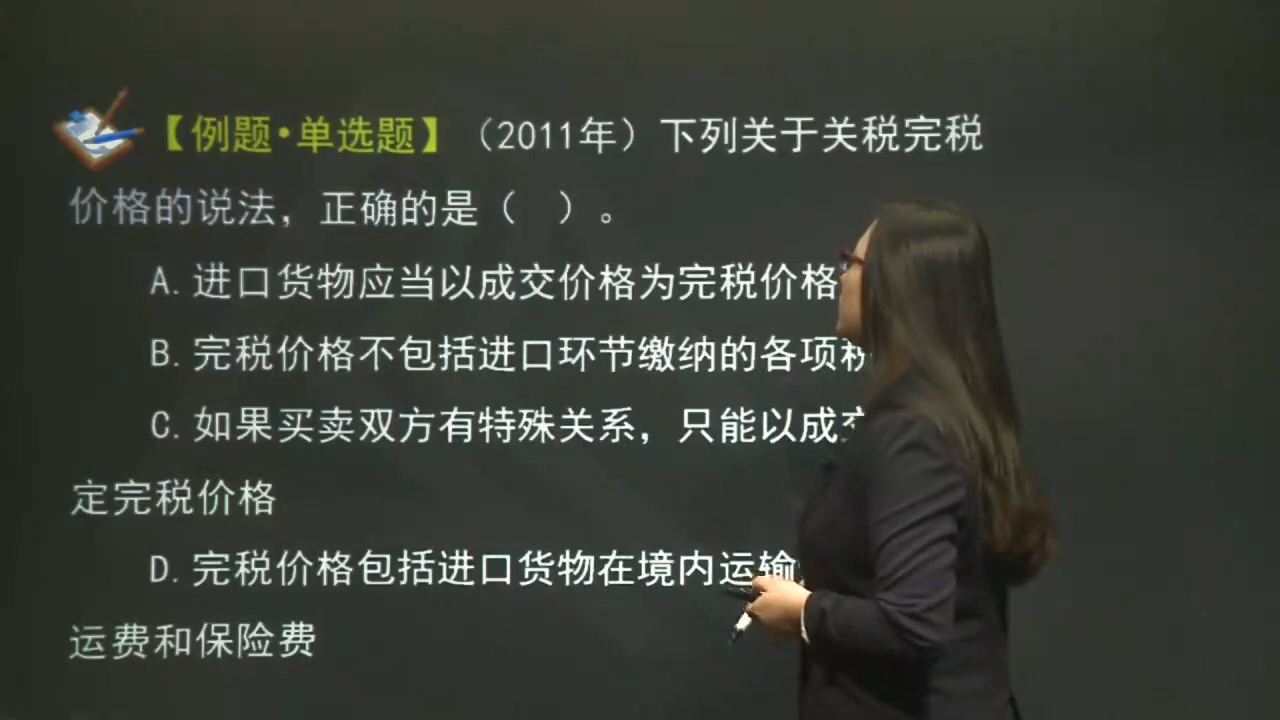 【例题•单选题】（2011年）下列关于关税完税
价格的说法，正确的是（ ）。
A.进口货物应当以成交价格为完税价格
B.完税价格不包括进口环节缴纳的各项
C.如果买卖双方有特殊关系，只能以成
定完税价格
D.完税价格包括进口货物在境内运输
运费和保险费